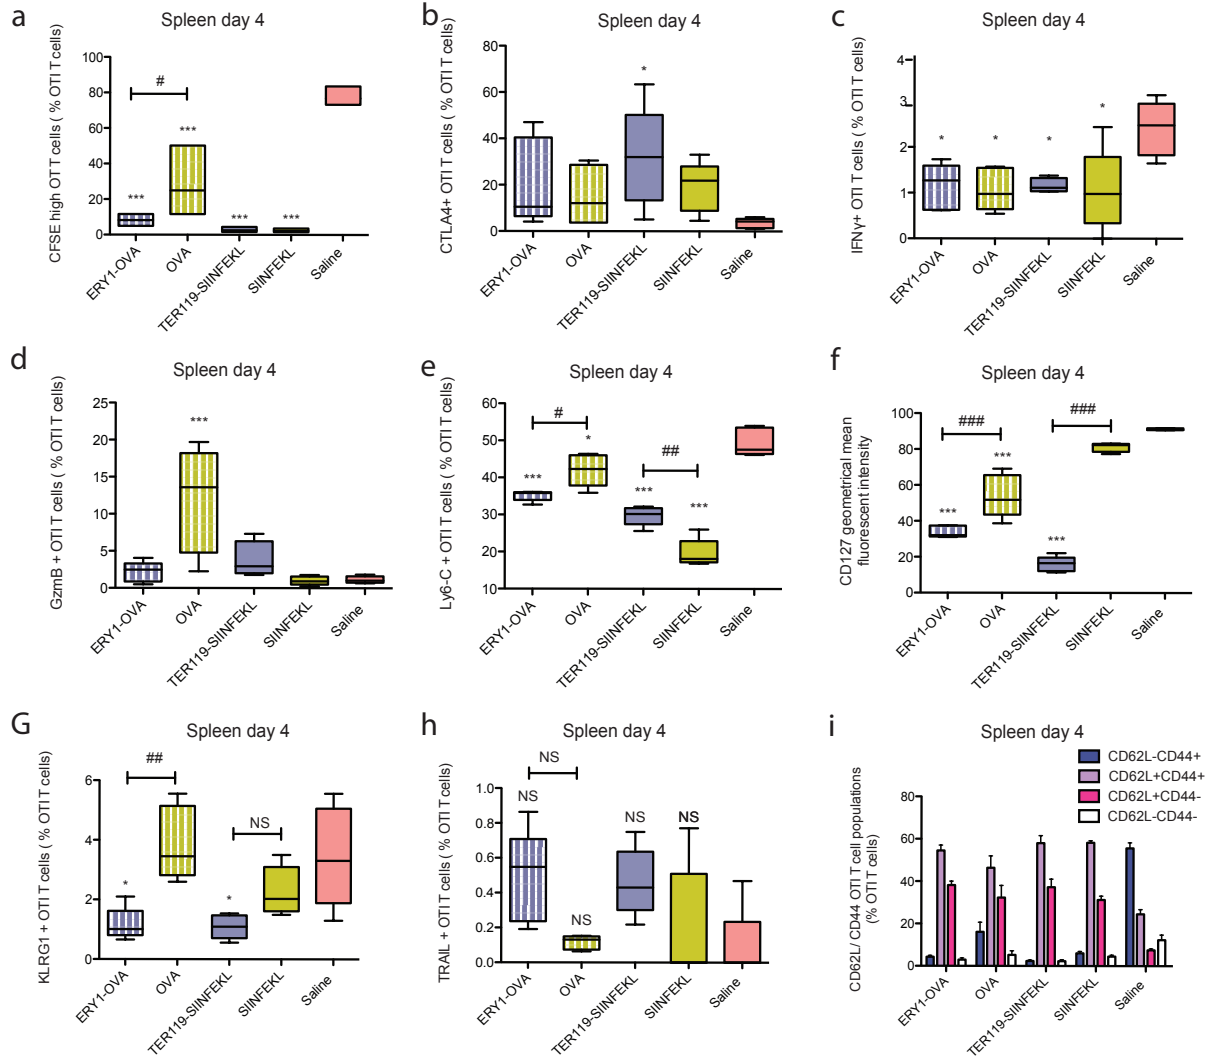 a
Spleen day 4
CFSE high OT T cells ( % OTI T cells)
100
80
60
40
20
0
#
***
***
***
***
ERY1-OVA
OVA
TER119-SIINFEKL
SIINFEKL
Saline
b
Spleen day 4
CTLA4+ OTI T cells ( % OTI T cells)
80
60
40
20
0
*
ERY1-OVA
OVA
TER119-SIINFEKL
SIINFEKL
Saline
c
Spleen day 4
IFNγ+ OTI T cells ( % OTI T cells)
4
3
2
1
0
*
*
*
*
ERY1-OVA
OVA
TER119-SIINFEKL
SIINFEKL
Saline
d
Spleen day 4
GzmB + OTI T cells ( % OTI T cells)
25
20
15
10
5
0
***
ERY1-OVA
OVA
TER119-SIINFEKL
SIINFEKL
Saline
e
Spleen day 4
Ly6-C + OTI T cells ( % OTI T cells)
60
50
40
30
20
10
#
##
***
*
***
***
ERY1-OVA
OVA
TER119-SIINFEKL
SIINFEKL
Saline
f
Spleen day 4
CD127 geometrical mean
fluorescent intensity
100
80
60
40
20
0
###
###
***
***
***
ERY1-OVA
OVA
TER119-SIINFEKL
SIINFEKL
Saline
G
Spleen day 4
KLRG1 + OTI T cells ( % OTI T cells)
6
4
2
0
##
NS
*
*
ERY1-OVA
OVA
TER119-SIINFEKL
SIINFEKL
Saline
h
Spleen day 4
TRAIL + OTI T cells ( % OTI T cells)
1.0
0.8
0.6
0.4
0.2
0.0
NS
NS
NS
NS
NS
ERY1-OVA
OVA
TER119-SIINFEKL
SIINFEKL
Saline
i
Spleen day 4
CD62L-CD44+
CD62L+CD44+
CD62L+CD44-
CD62L-CD44-
CD62L/ CD44 OTI T cell populations
(% OTI T cells)
80
60
40
20
0
ERY1-OVA
OVA
TER119-SIINFEKL
SIINFEKL
Saline